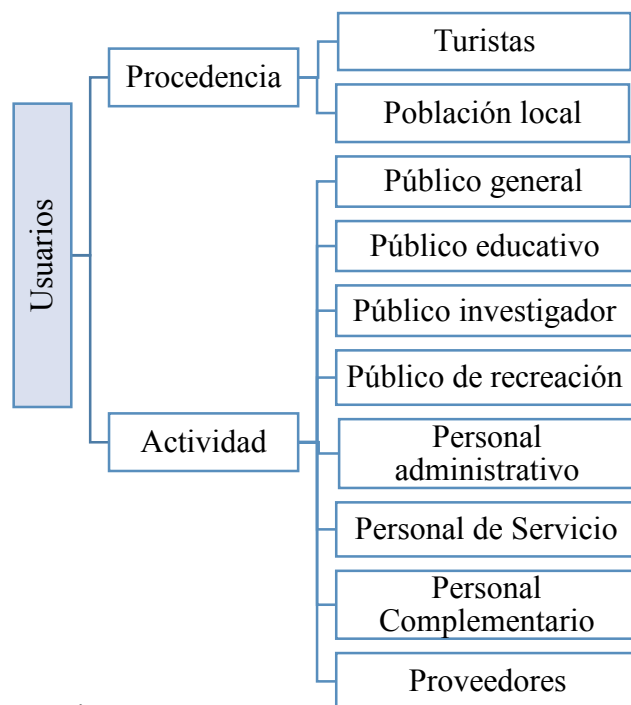 Usuarios
Procedencia
Turistas
Población local
Actividad
Público general
Público educativo
Público investigador
Público de recreación
Personal
administrativo
Personal de Servicio
Personal
Complementario
Proveedores